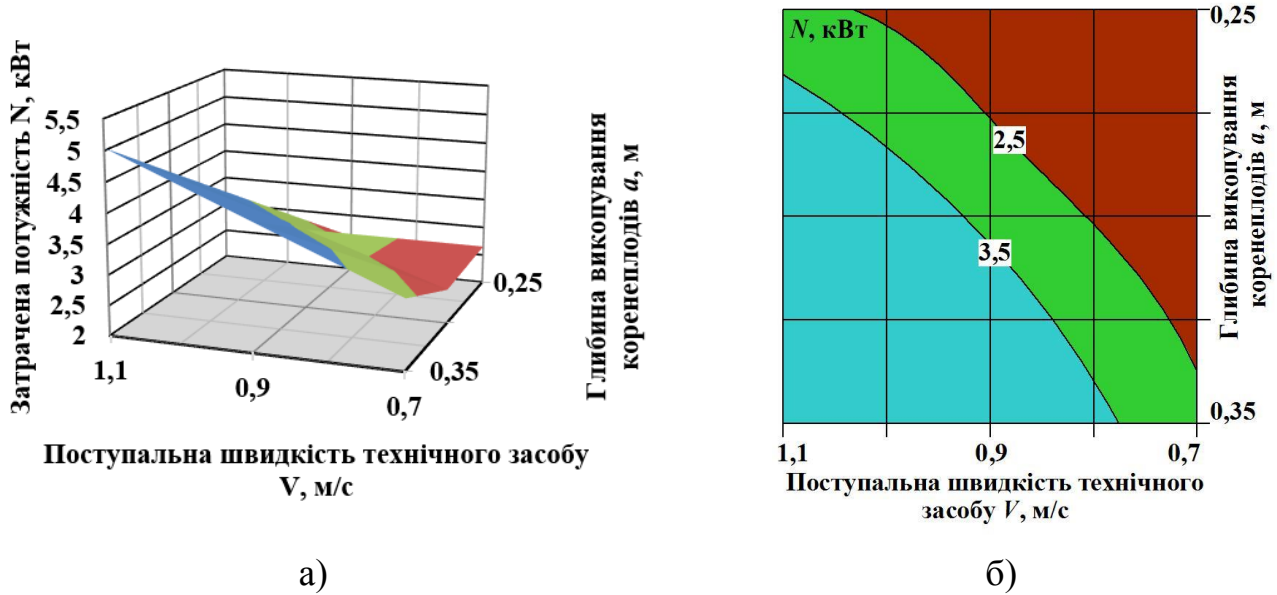 Затрачена потужність N, кВт
5,5
5
4,5
4
3,5
3
2,5
2
1,1
0,9
0,7
0,35
0,25
Глибина викопування
коренеплодів а, м
Поступальна швидкість технічного засобу
V, м/с
а)
N, кВт
2,5
3,5
0,25
0,35
Глибина викопування
коренеплодів а, м
1,1
0,9
0,7
Поступальна швидкість технічного
засобу V, м/с
б)